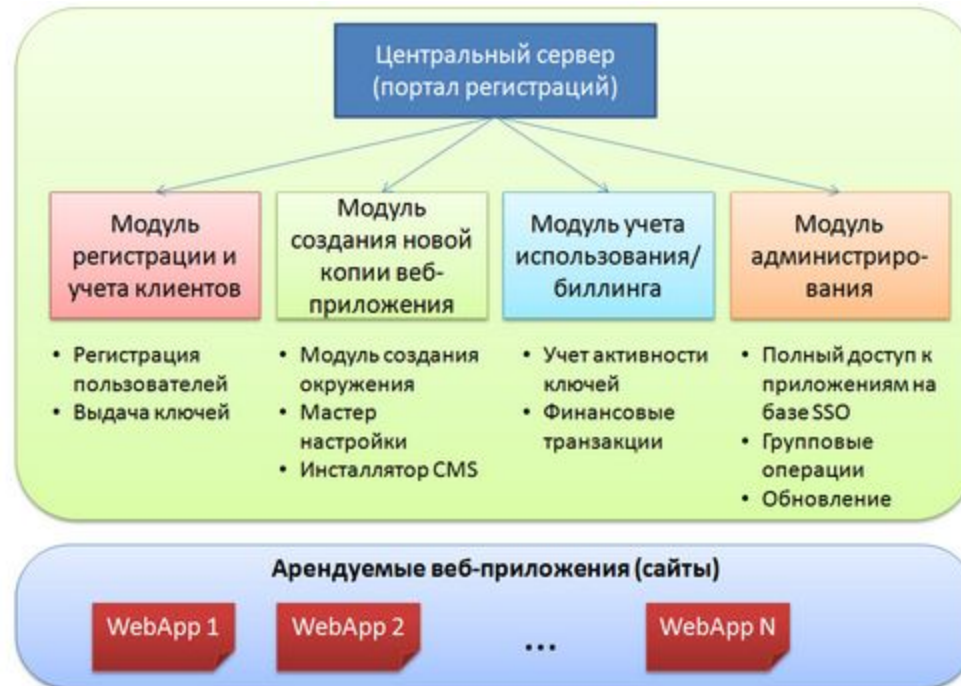 Центральный сервер
(портал регистраций)
Модуль
регистрации и
учета клиентов
Модуль
создания новой
копии веб-
приложения
Модуль учета
использования/
биллинга
Модуль
администриро-
вания
• Регистрация
пользователей
• Выдача ключей
• Модуль создания
окружения
• Мастер
настройки
• Инсталлятор CMS
• Учет активности
ключей
• Финансовые
транзакции
• Полный доступ к
приложениям на
базе SSO
• Групповые
операции
• Обновление
Арендуемые веб-приложения (сайты)
WebApp 1
WebApp 2
...
WebApp N